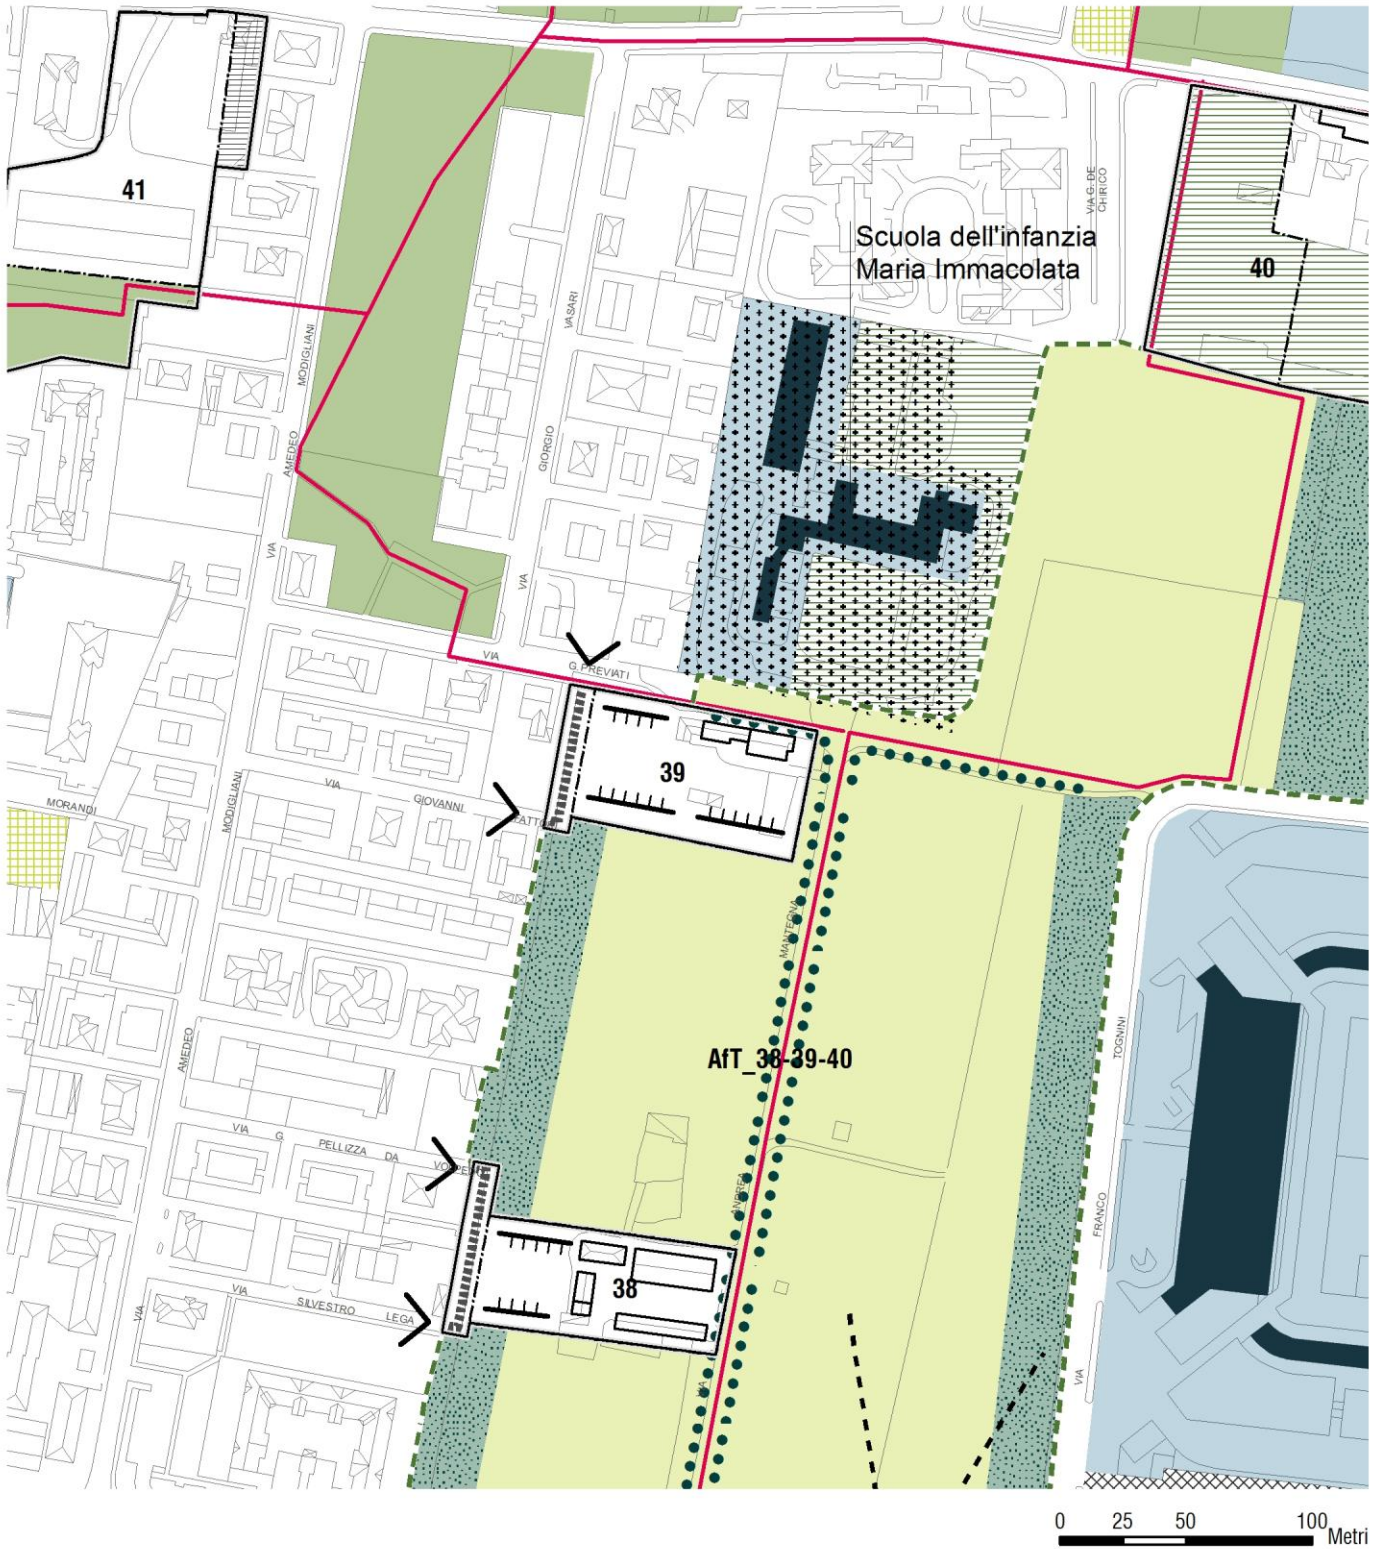 41
40
Scuola dell'infanzia
Maria Immacolata
VIA G. DE
CHIRICO
VASARI
GIORGIO
VIA
MODIGLIANI
AMEDEO
VIA
VIA
G. PREVIATI
39
VIA
GIOVANNI
FATTORI
MORANDI
MODIGLIANI
AMEDEO
VIA
MANTEGNA
ANDREA
VIA
AfT_38-39-40
TOGNINI
FRANCO
VIA
VIA
G.
PELLIZZA
DA
VOLPEDO
38
VIA
SILVESTRO
LEGA
0
25
50
100
Metri